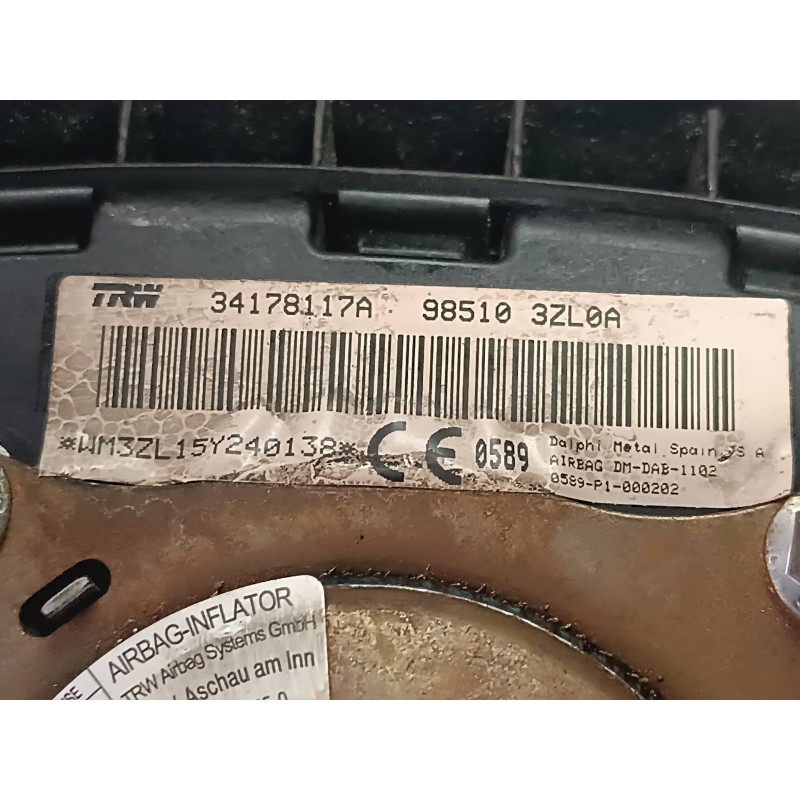 TRW 34178117A 98510 3ZL0A
*WM3ZL15Y240138* CE 0589
Dalphi Metal Spain, S A
AIRBAG DM-DAB-1102
0589-P1-000202
AIRBAG-INFLATOR
TRW Airbag Systems GmbH
Aschau am Inn